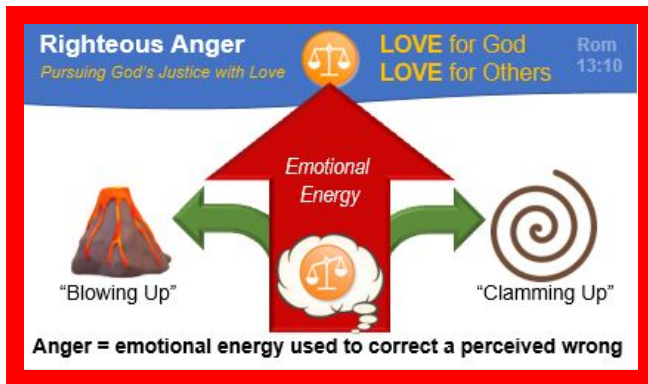 Righteous Anger
Pursuing God's Justice with Love
LOVE for God
LOVE for Others
Rom
13:10
Emotional
Energy
“Blowing Up”
“Clamming Up”
Anger = emotional energy used to correct a perceived wrong